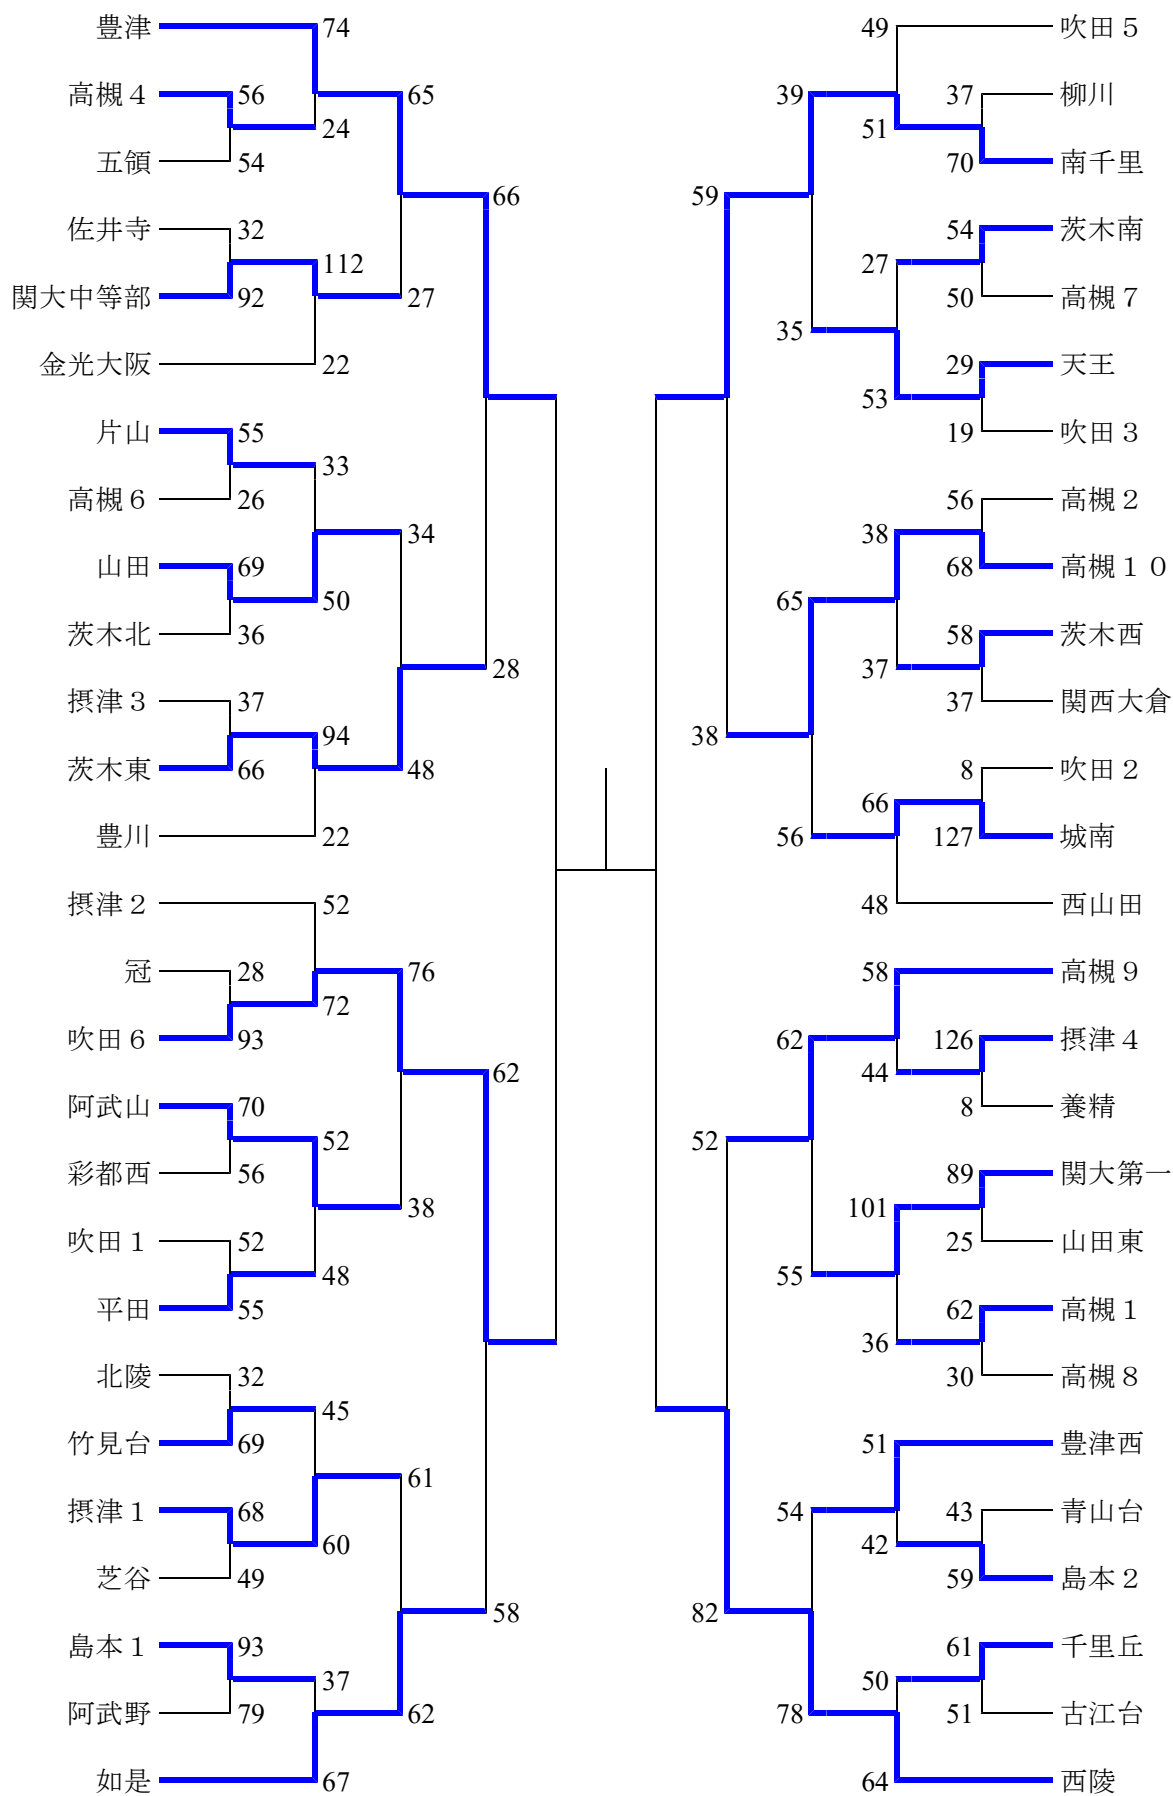 豊津 74 49 吹田５
高槻４ 56 65 39 37 柳川
24 51
五領 54 70 南千里
66 59
佐井寺 32 54 茨木南
112 27
関大中等部 92 27 50 高槻７
35
金光大阪 22 29 天王
53
片山 55 19 吹田３
33
高槻６ 26 56 高槻２
34 38
山田 69 68 高槻１０
50 65
茨木北 36 58 茨木西
28 37
摂津３ 37 37 関西大倉
94 38
茨木東 66 48 8 吹田２
66
豊川 22 56 127 城南
摂津２ 52 48 西山田
冠 28 76 58 高槻９
72
吹田６ 93 62 126 摂津４
62 44
阿武山 70 8 養精
52 52
彩都西 56 89 関大第一
38 101
吹田１ 52 25 山田東
48 55
平田 55 62 高槻１
36
北陵 32 30 高槻８
45
竹見台 69 51 豊津西
61
摂津１ 68 54 43 青山台
60 42
芝谷 49 59 島本２
58 82
島本１ 93 61 千里丘
37 50
阿武野 79 62 78 51 古江台
如是 67 64 西陵